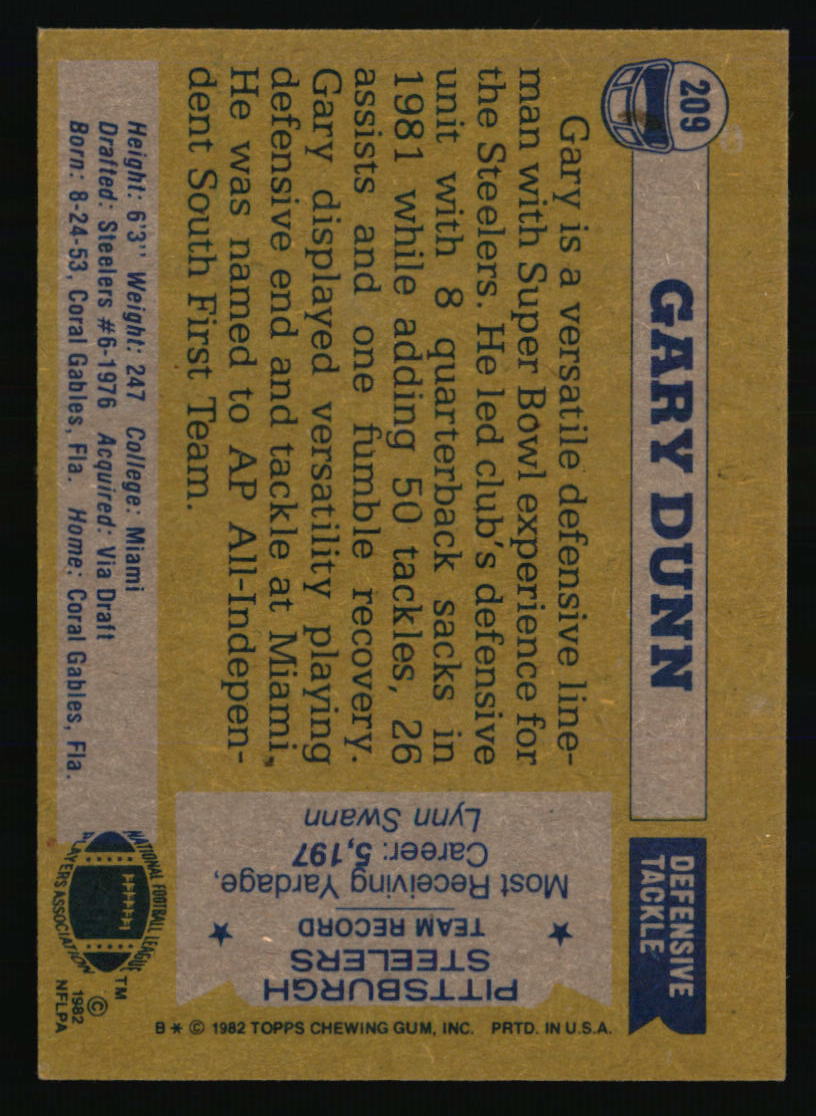 209
GARY DUNN
DEFENSIVE
TACKLE
Gary is a versatile defensive line-
man with Super Bowl experience for
the Steelers. He led club's defensive
unit with 8 quarterback sacks in
1981 while adding 50 tackles, 26
assists and one fumble recovery.
Gary displayed versatility playing
defensive end and tackle at Miami.
He was named to AP All-Indepen-
dent South First Team.
PITTSBURGH
STEELERS
TEAM RECORD
Most Receiving Yardage,
Career: 5,197
Lynn Swann
Height: 6'3" Weight: 247 College: Miami
Drafted: Steelers #6-1976 Acquired: Via Draft
Born: 8-24-53, Coral Gables, Fla. Home: Coral Gables, Fla.
NATIONAL FOOTBALL LEAGUE
PLAYERS ASSOCIATION
TM
©
1982
NFLPA
B * © 1982 TOPPS CHEWING GUM, INC. PRTD. IN U.S.A.